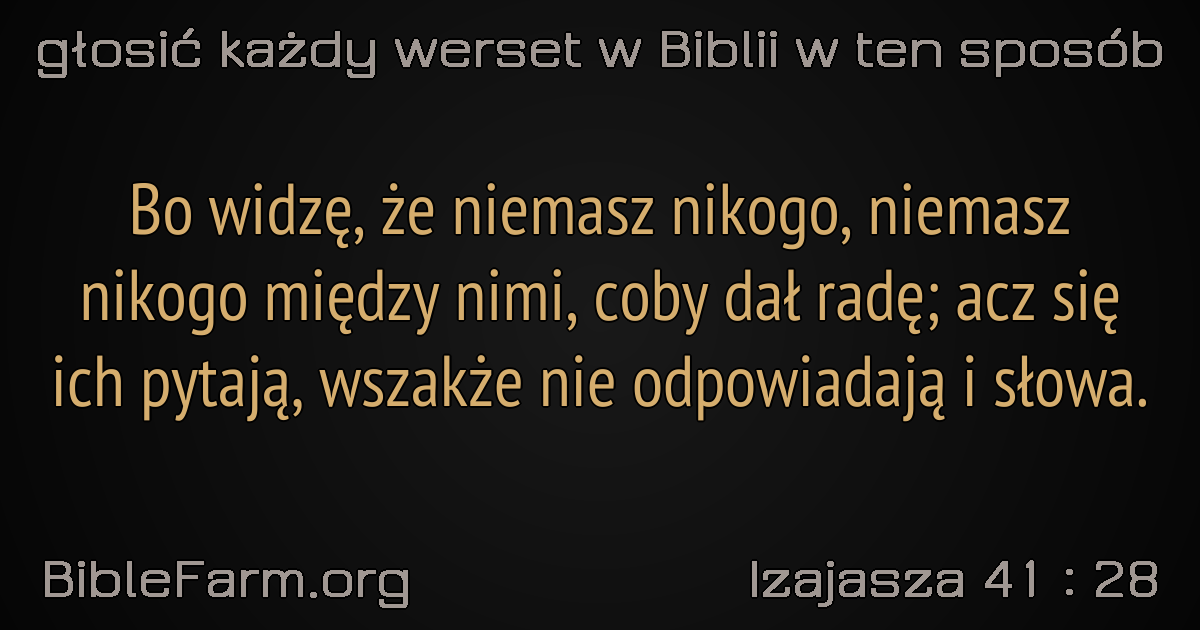 głosić każdy werset w Biblii w ten sposób
Bo widzę, że niemasz nikogo, niemasz
nikogo między nimi, coby dał radę; acz się
ich pytają, wszakże nie odpowiadają i słowa.
BibleFarm.org
Izajasza 41 : 28